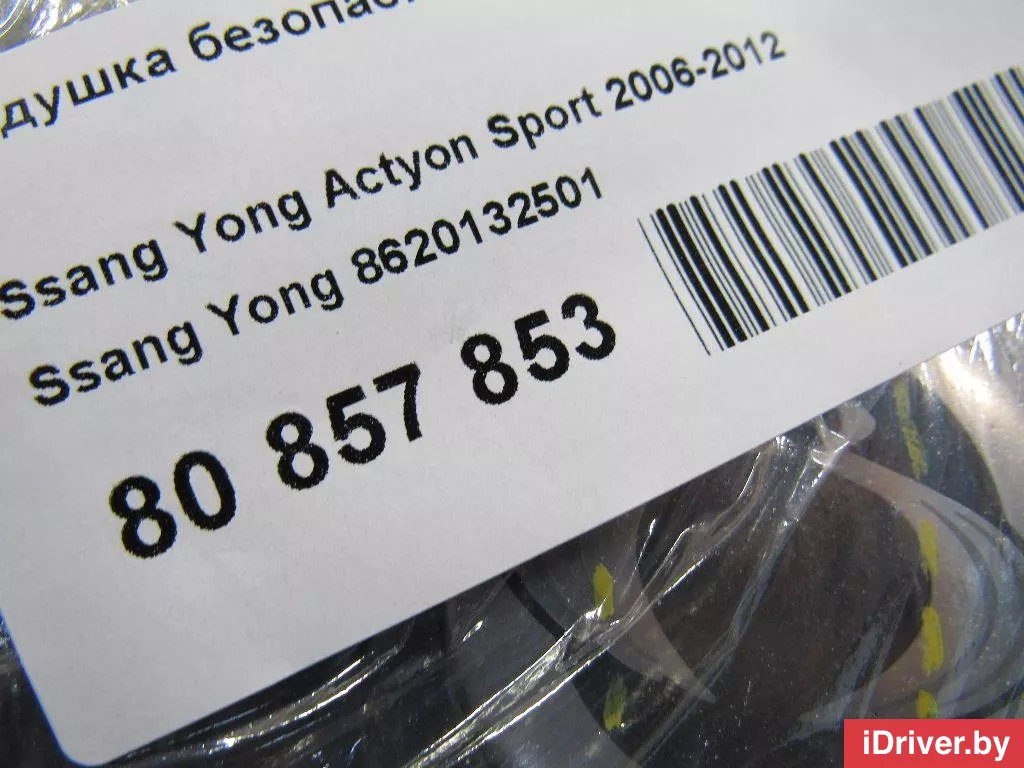 душка безопас
Ssang Yong Actyon Sport 2006-2012
Ssang Yong 8620132501
80 857 853
iDriver.by